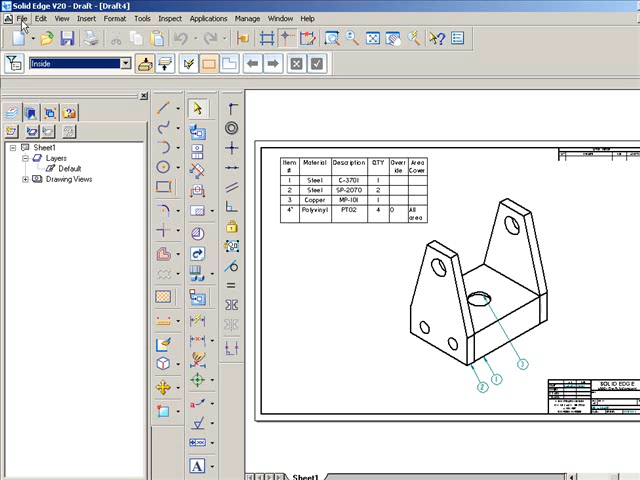 Solid Edge V20 - Draft - [Draft4]
File Edit View Insert Format Tools Inspect Applications Manage Window Help
Inside
Sheet1
Layers
Default
Drawing Views
Item # Material Description QTY Overr ide Area Cover
1 Steel C-3701 1
2 Steel SP-2070 2
3 Copper MP-101 1
4* Polyvinyl PT02 4 0 All area
3
1
2
SOLID EDGE
A
Sheet1